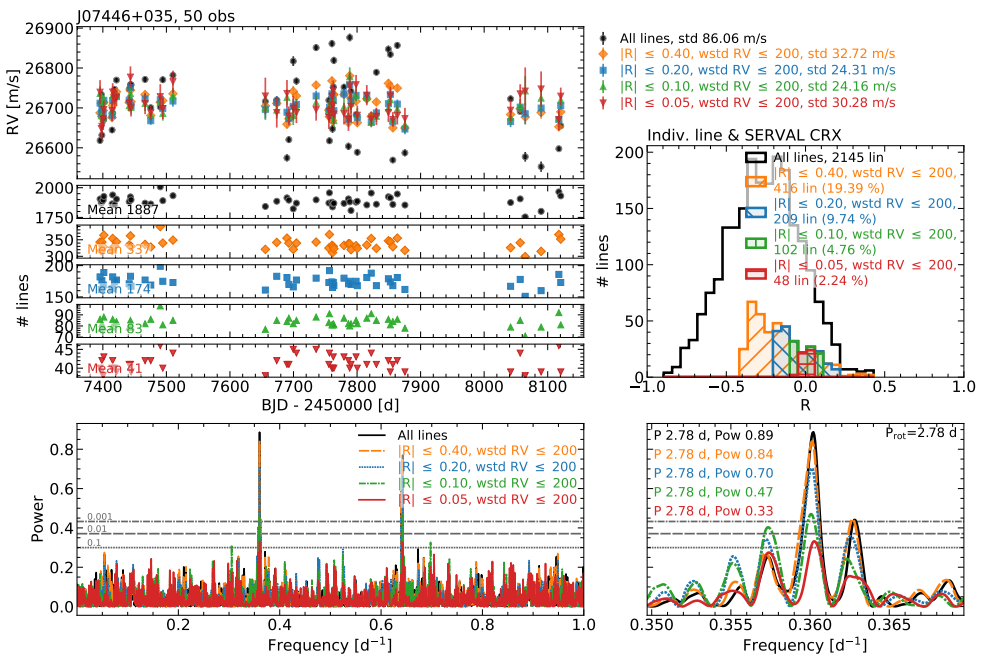 J07446+035, 50 obs
26900
26800
26700
26600
RV [m/s]
All lines, std 86.06 m/s
|R| ≤ 0.40, wstd RV ≤ 200, std 32.72 m/s
|R| ≤ 0.20, wstd RV ≤ 200, std 24.31 m/s
|R| ≤ 0.10, wstd RV ≤ 200, std 24.16 m/s
|R| ≤ 0.05, wstd RV ≤ 200, std 30.28 m/s
2000
1750
Mean 1887
350
300
Mean 337
200
150
Mean 174
90
80
70
Mean 83
45
40
Mean 41
# lines
7400 7500 7600 7700 7800 7900 8000 8100
BJD - 2450000 [d]
Indiv. line & SERVAL CRX
200
150
100
50
0
# lines
All lines, 2145 lin
|R| ≤ 0.40, wstd RV ≤ 200,
416 lin (19.39 %)
|R| ≤ 0.20, wstd RV ≤ 200,
209 lin (9.74 %)
|R| ≤ 0.10, wstd RV ≤ 200,
102 lin (4.76 %)
|R| ≤ 0.05, wstd RV ≤ 200,
48 lin (2.24 %)
−1.0 −0.5 0.0 0.5 1.0
R
0.8
0.6
0.4
0.2
0.0
Power
All lines
|R| ≤ 0.40, wstd RV ≤ 200
|R| ≤ 0.20, wstd RV ≤ 200
|R| ≤ 0.10, wstd RV ≤ 200
|R| ≤ 0.05, wstd RV ≤ 200
0.001
0.01
0.1
0.2 0.4 0.6 0.8 1.0
Frequency [d⁻¹]
P 2.78 d, Pow 0.89
P 2.78 d, Pow 0.84
P 2.78 d, Pow 0.70
P 2.78 d, Pow 0.47
P 2.78 d, Pow 0.33
Prot=2.78 d
0.350 0.355 0.360 0.365
Frequency [d⁻¹]